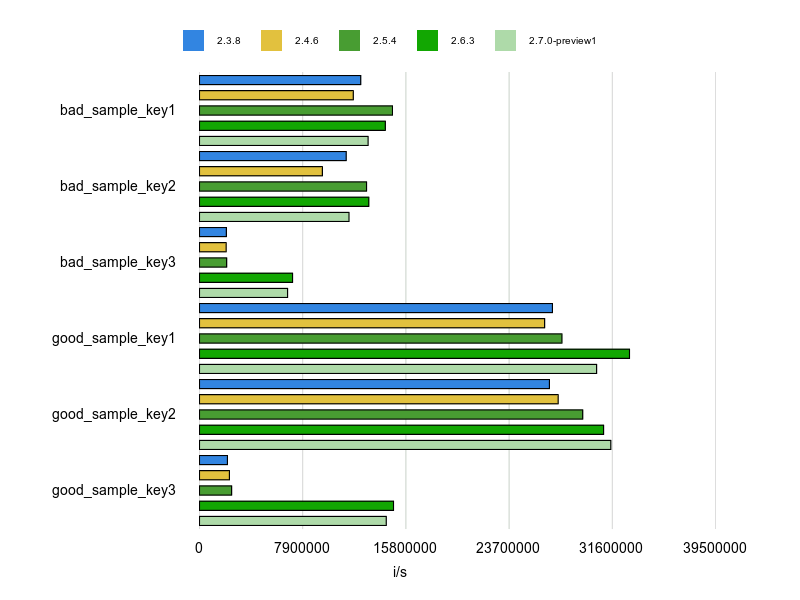 2.3.8 2.4.6 2.5.4 2.6.3 2.7.0-preview1
bad_sample_key1
bad_sample_key2
bad_sample_key3
good_sample_key1
good_sample_key2
good_sample_key3
0 7900000 15800000 23700000 31600000 39500000
i/s